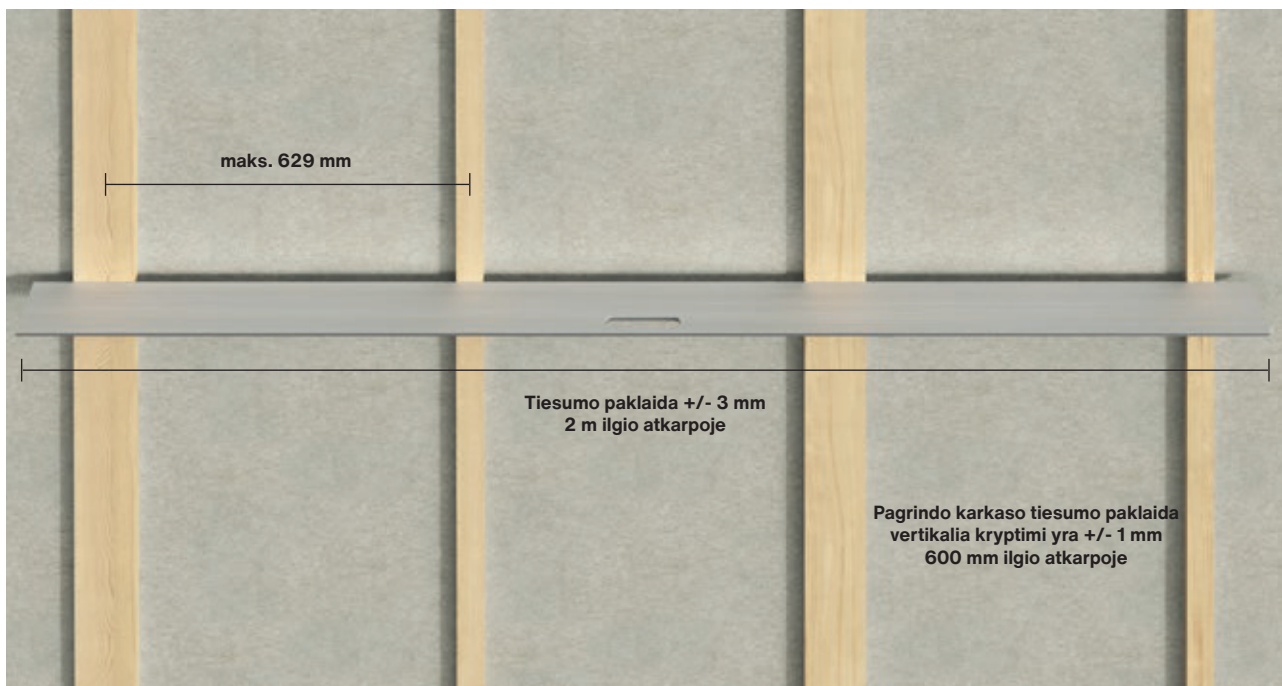 maks. 629 mm
Tiesumo paklaida +/- 3 mm
2 m ilgio atkarpoje
Pagrindo karkaso tiesumo paklaida
vertikalia kryptimi yra +/- 1 mm
600 mm ilgio atkarpoje